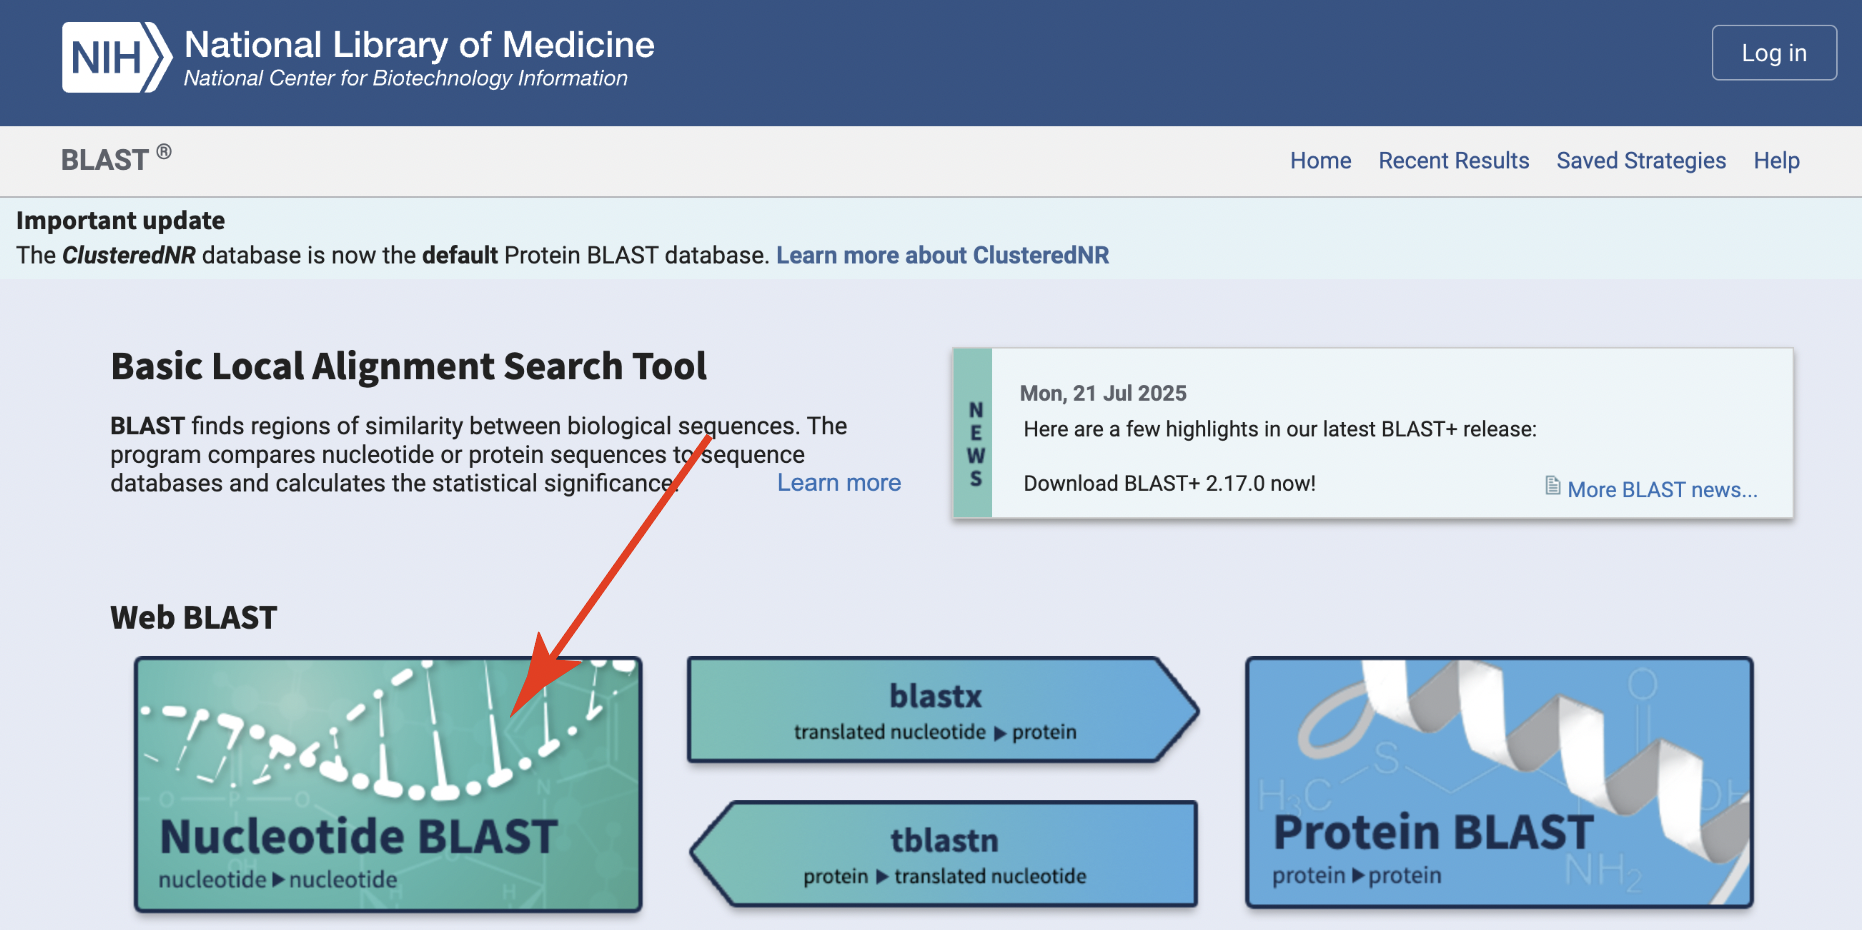 NIH National Library of Medicine
National Center for Biotechnology Information
Log in
BLAST ®
Home Recent Results Saved Strategies Help
Important update
The ClusteredNR database is now the default Protein BLAST database. Learn more about ClusteredNR
Basic Local Alignment Search Tool
BLAST finds regions of similarity between biological sequences. The
program compares nucleotide or protein sequences to sequence
databases and calculates the statistical significance.
Learn more
NEWS
Mon, 21 Jul 2025
Here are a few highlights in our latest BLAST+ release:
Download BLAST+ 2.17.0 now!
More BLAST news...
Web BLAST
O P O
OH
O
N
H
H
Nucleotide BLAST
nucleotide ▶ nucleotide
blastx
translated nucleotide ▶ protein
tblastn
protein ▶ translated nucleotide
O
S
H₃C
OH
NH₂
Protein BLAST
protein ▶ protein